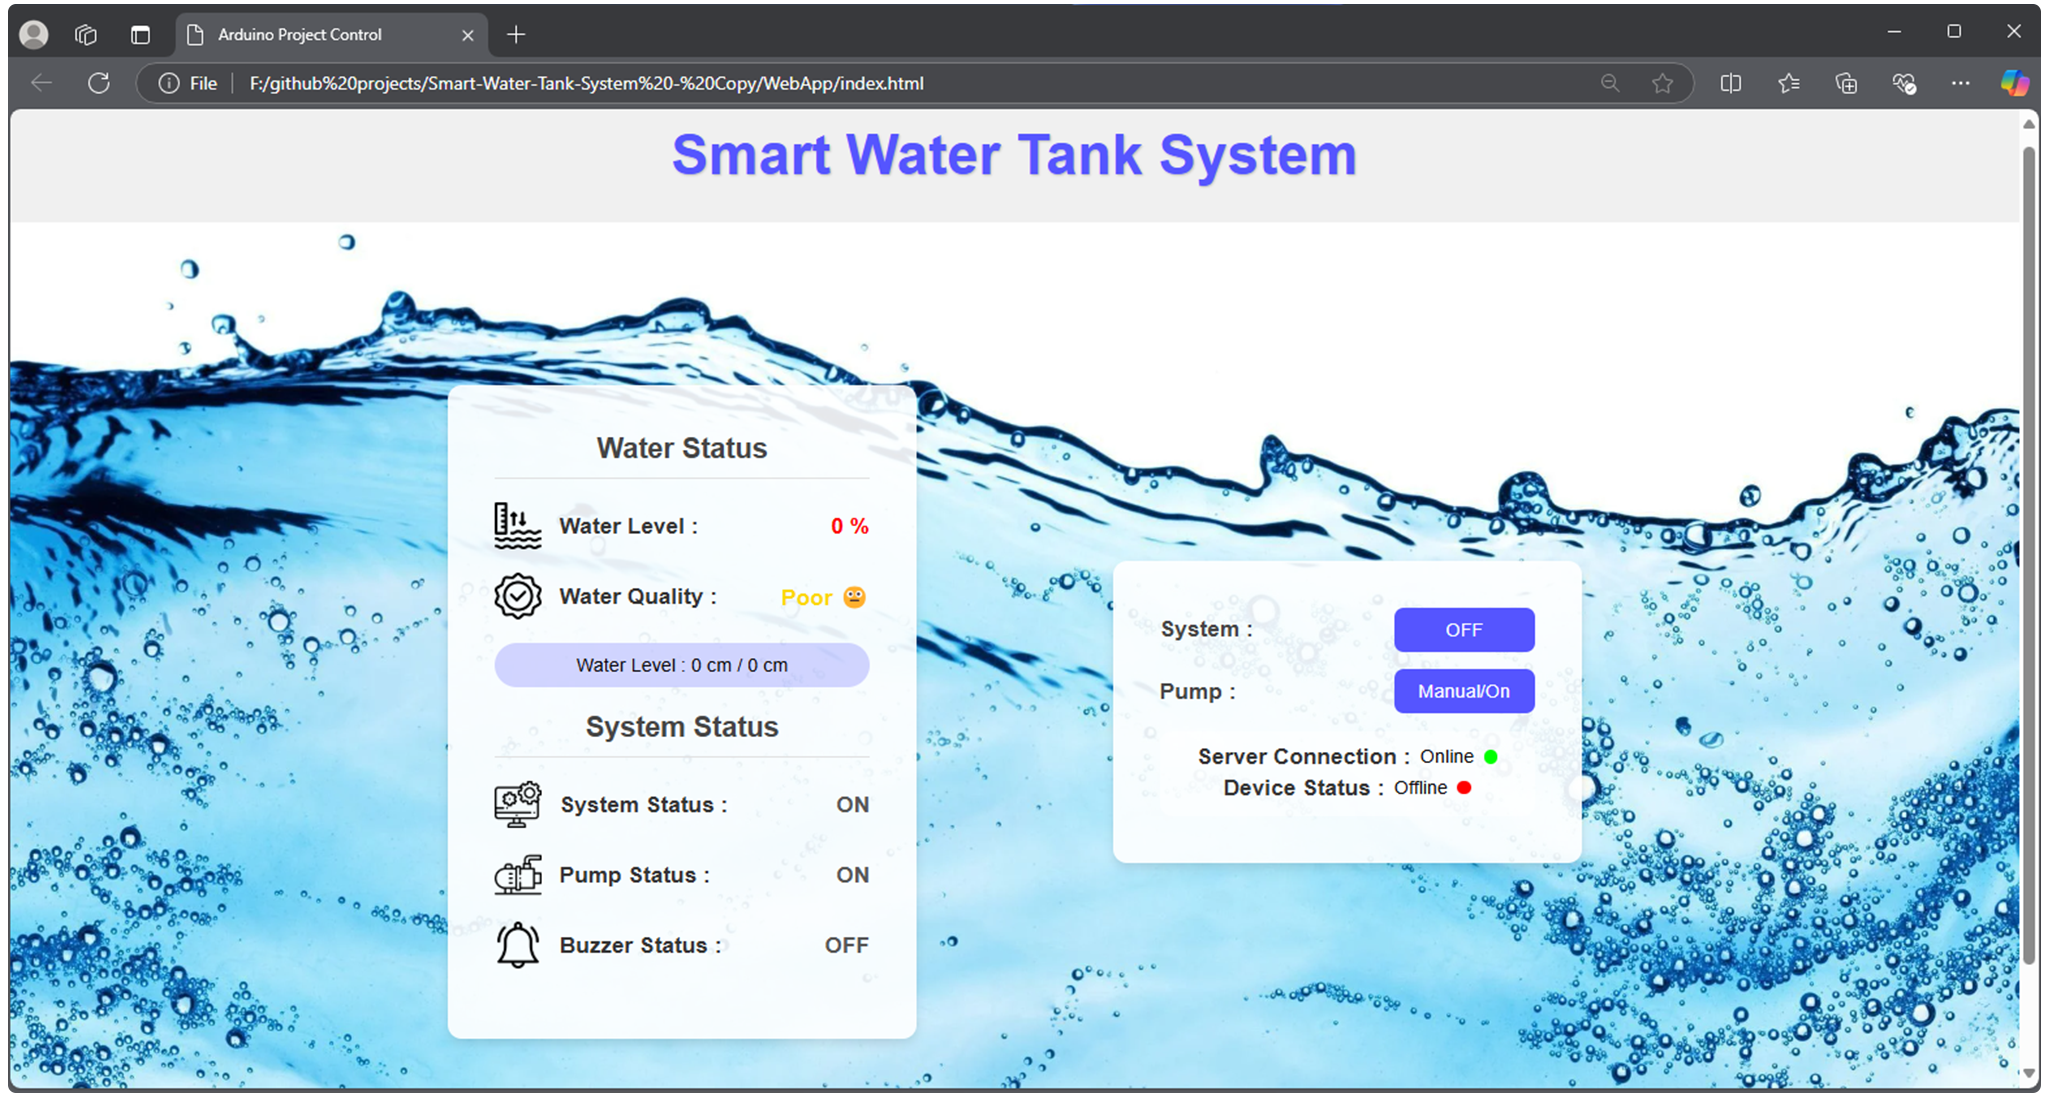 Arduino Project Control
File
F:/github%20projects/Smart-Water-Tank-System%20-%20Copy/WebApp/index.html
Smart Water Tank System
Water Status
Water Level : 0 %
Water Quality : Poor 😐
Water Level : 0 cm / 0 cm
System Status
System Status : ON
Pump Status : ON
Buzzer Status : OFF
System : OFF
Pump : Manual/On
Server Connection : Online
Device Status : Offline